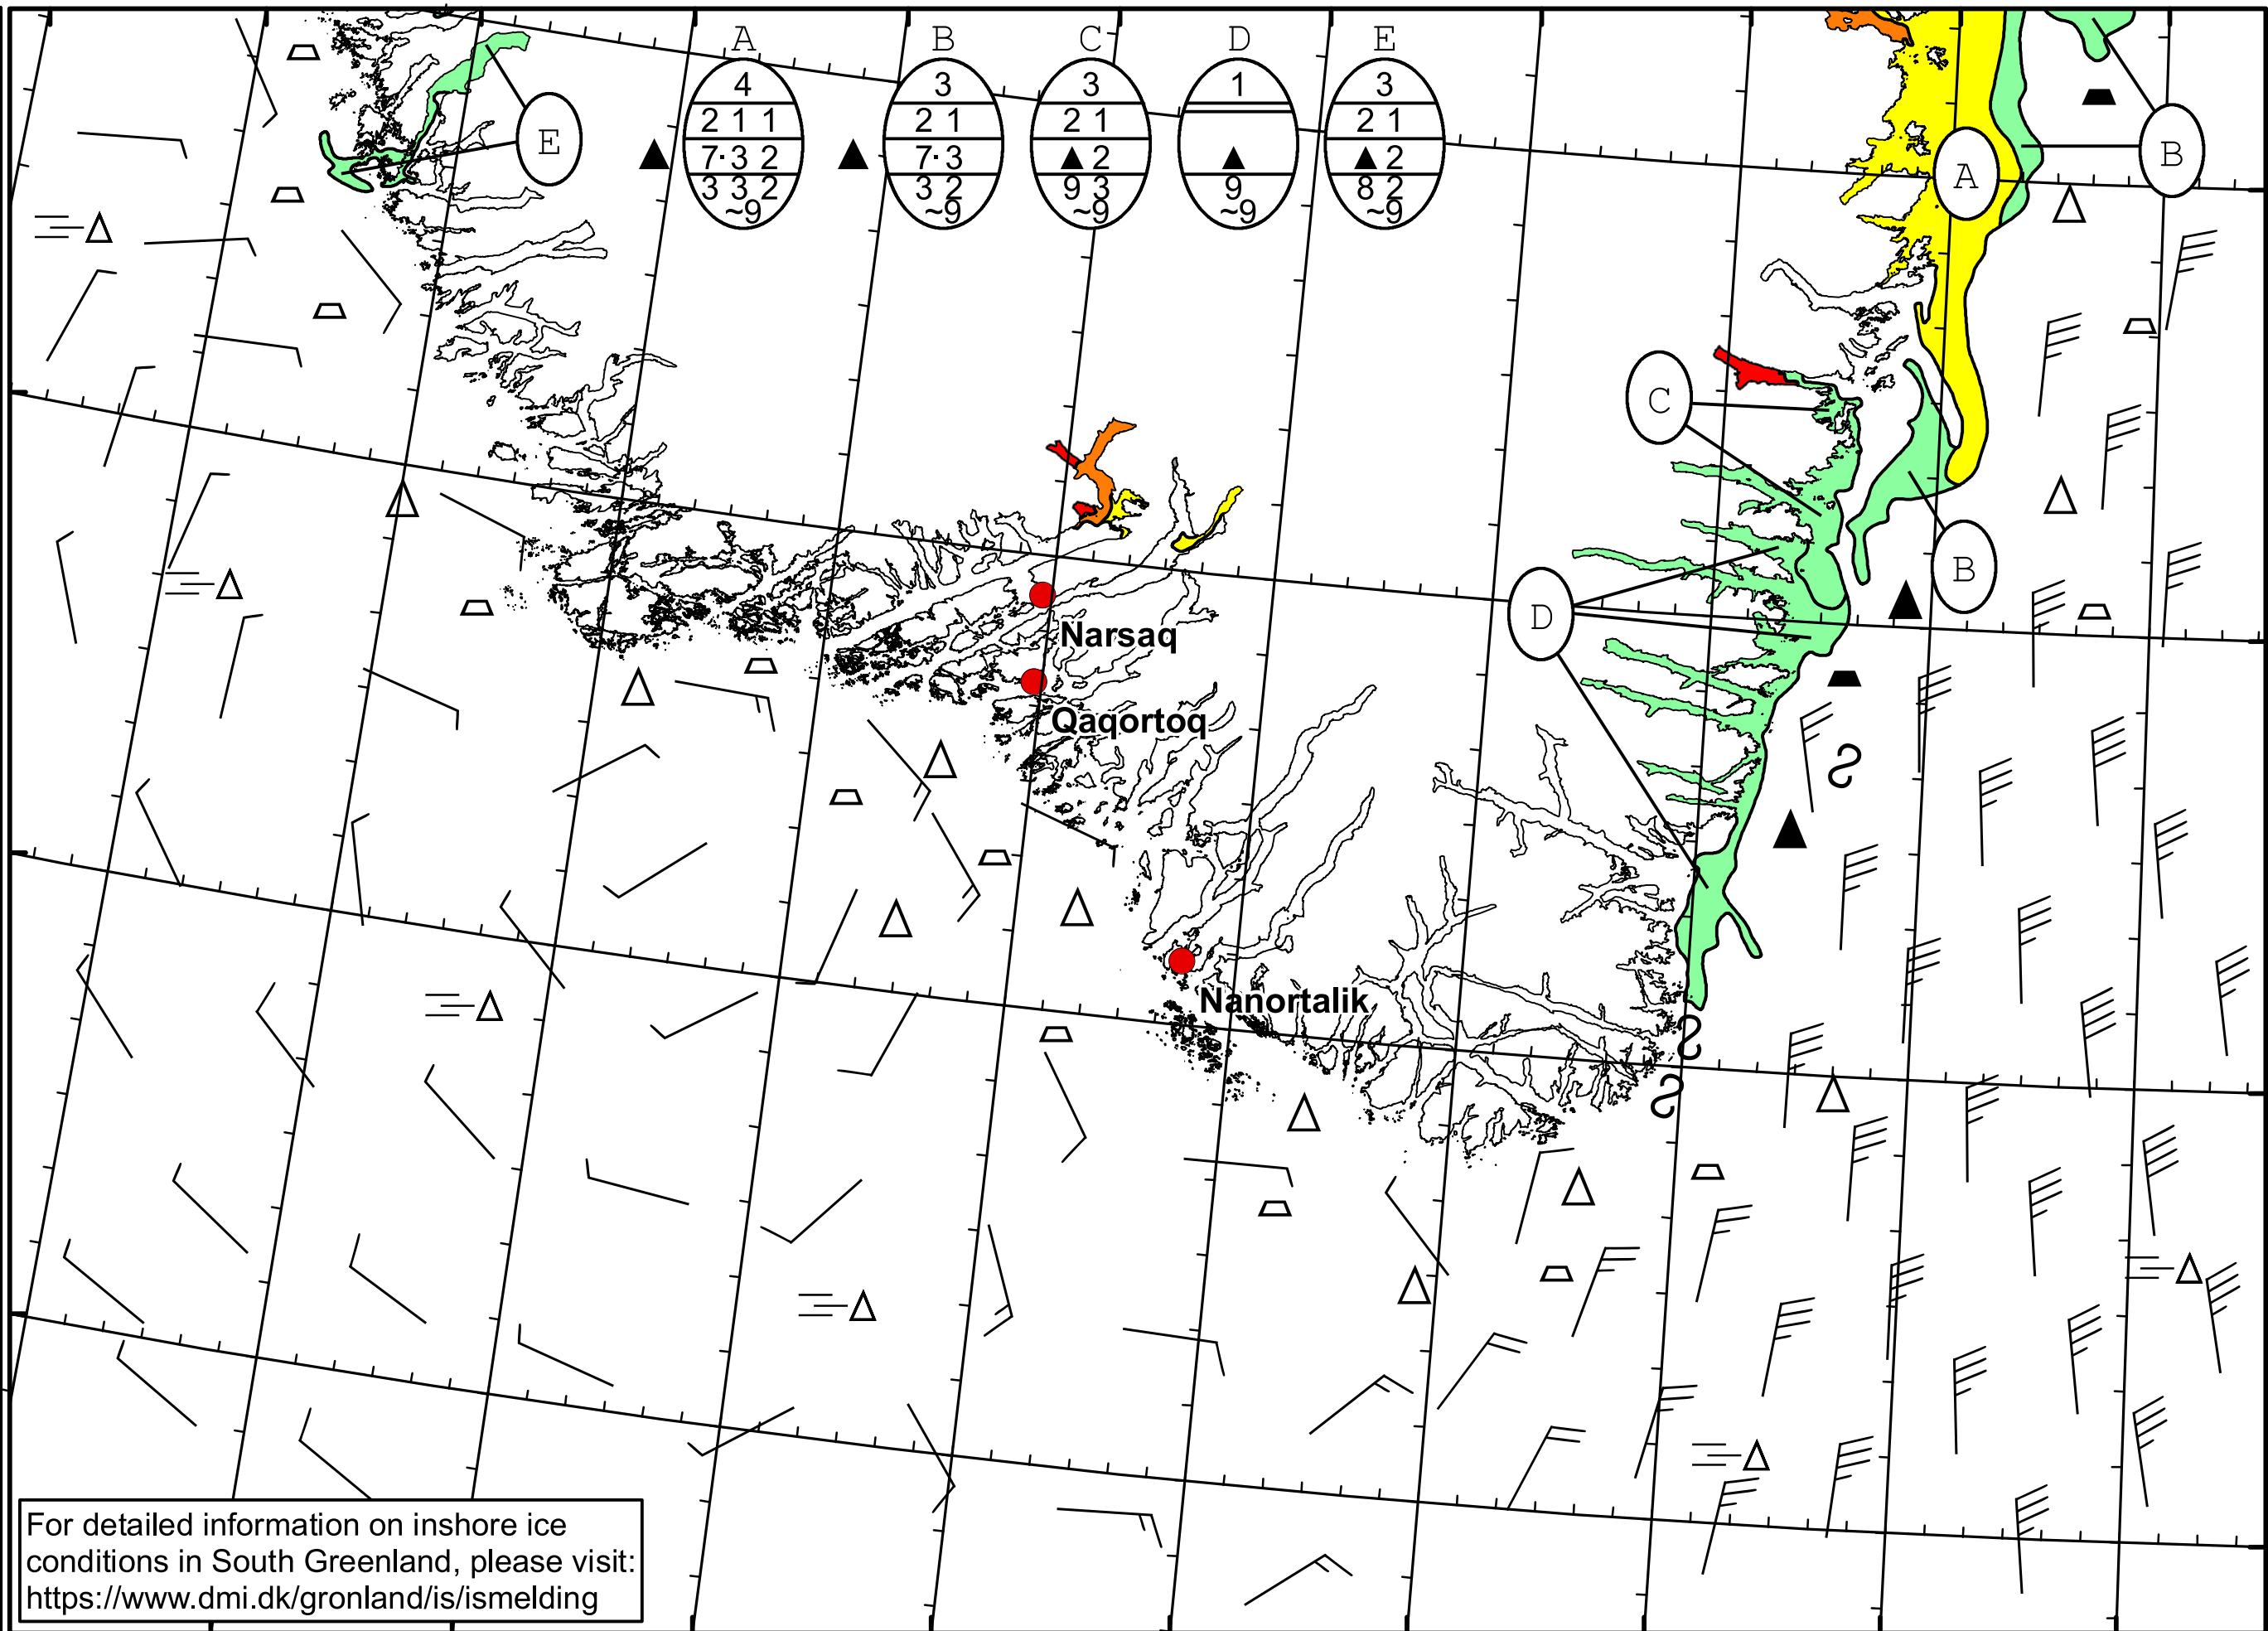 A B C D E
4 3 3 1 3
2 1 1 2 1 2 1 2 1
▲ 7· 3 2 ▲ 7· 3 ▲ 2 ▲ ▲ 2
3 3 2 3 2 9 3 9 8 2
~9 ~9 ~9 ~9 ~9
E
A
B
C
B
D
Narsaq
Qaqortoq
Nanortalik
For detailed information on inshore ice
conditions in South Greenland, please visit:
https://www.dmi.dk/gronland/is/ismelding